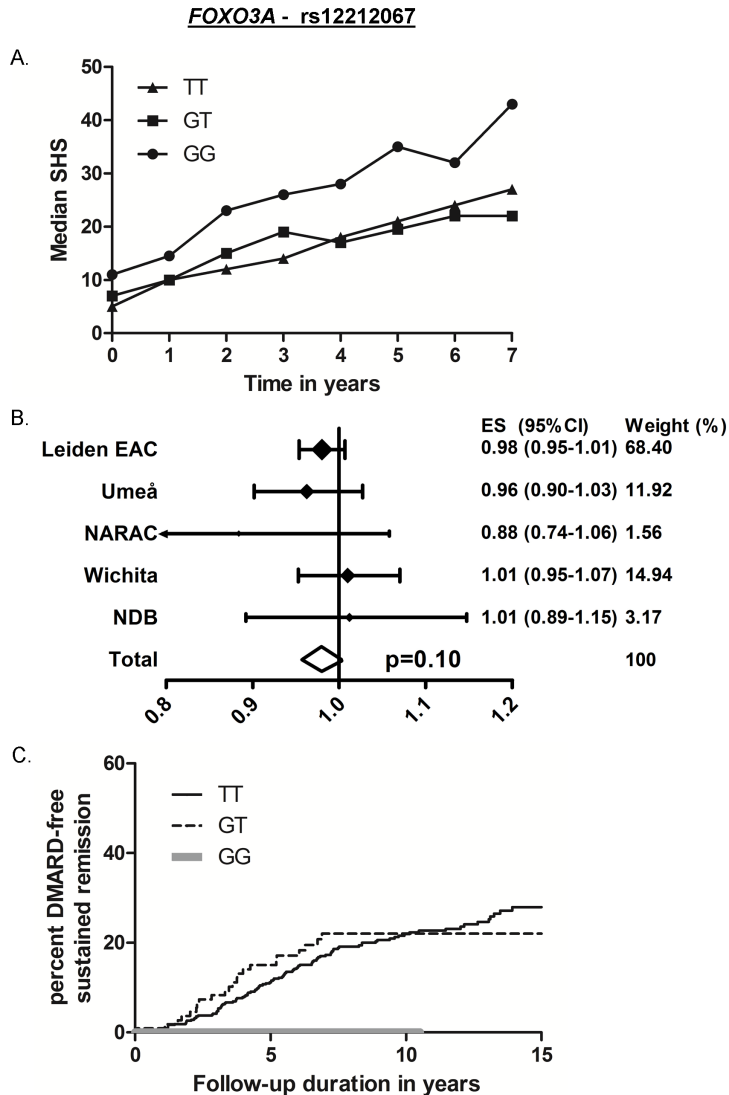 FOXO3A - rs12212067
A.
50
40
30
20
10
0
Median SHS
TT
GT
GG
0 1 2 3 4 5 6 7
Time in years
B.
ES (95%CI) Weight (%)
Leiden EAC 0.98 (0.95-1.01) 68.40
Umeå 0.96 (0.90-1.03) 11.92
NARAC 0.88 (0.74-1.06) 1.56
Wichita 1.01 (0.95-1.07) 14.94
NDB 1.01 (0.89-1.15) 3.17
Total p=0.10 100
0.8 0.9 1.0 1.1 1.2
C.
60
40
20
0
percent DMARD-free
sustained remission
TT
GT
GG
0 5 10 15
Follow-up duration in years